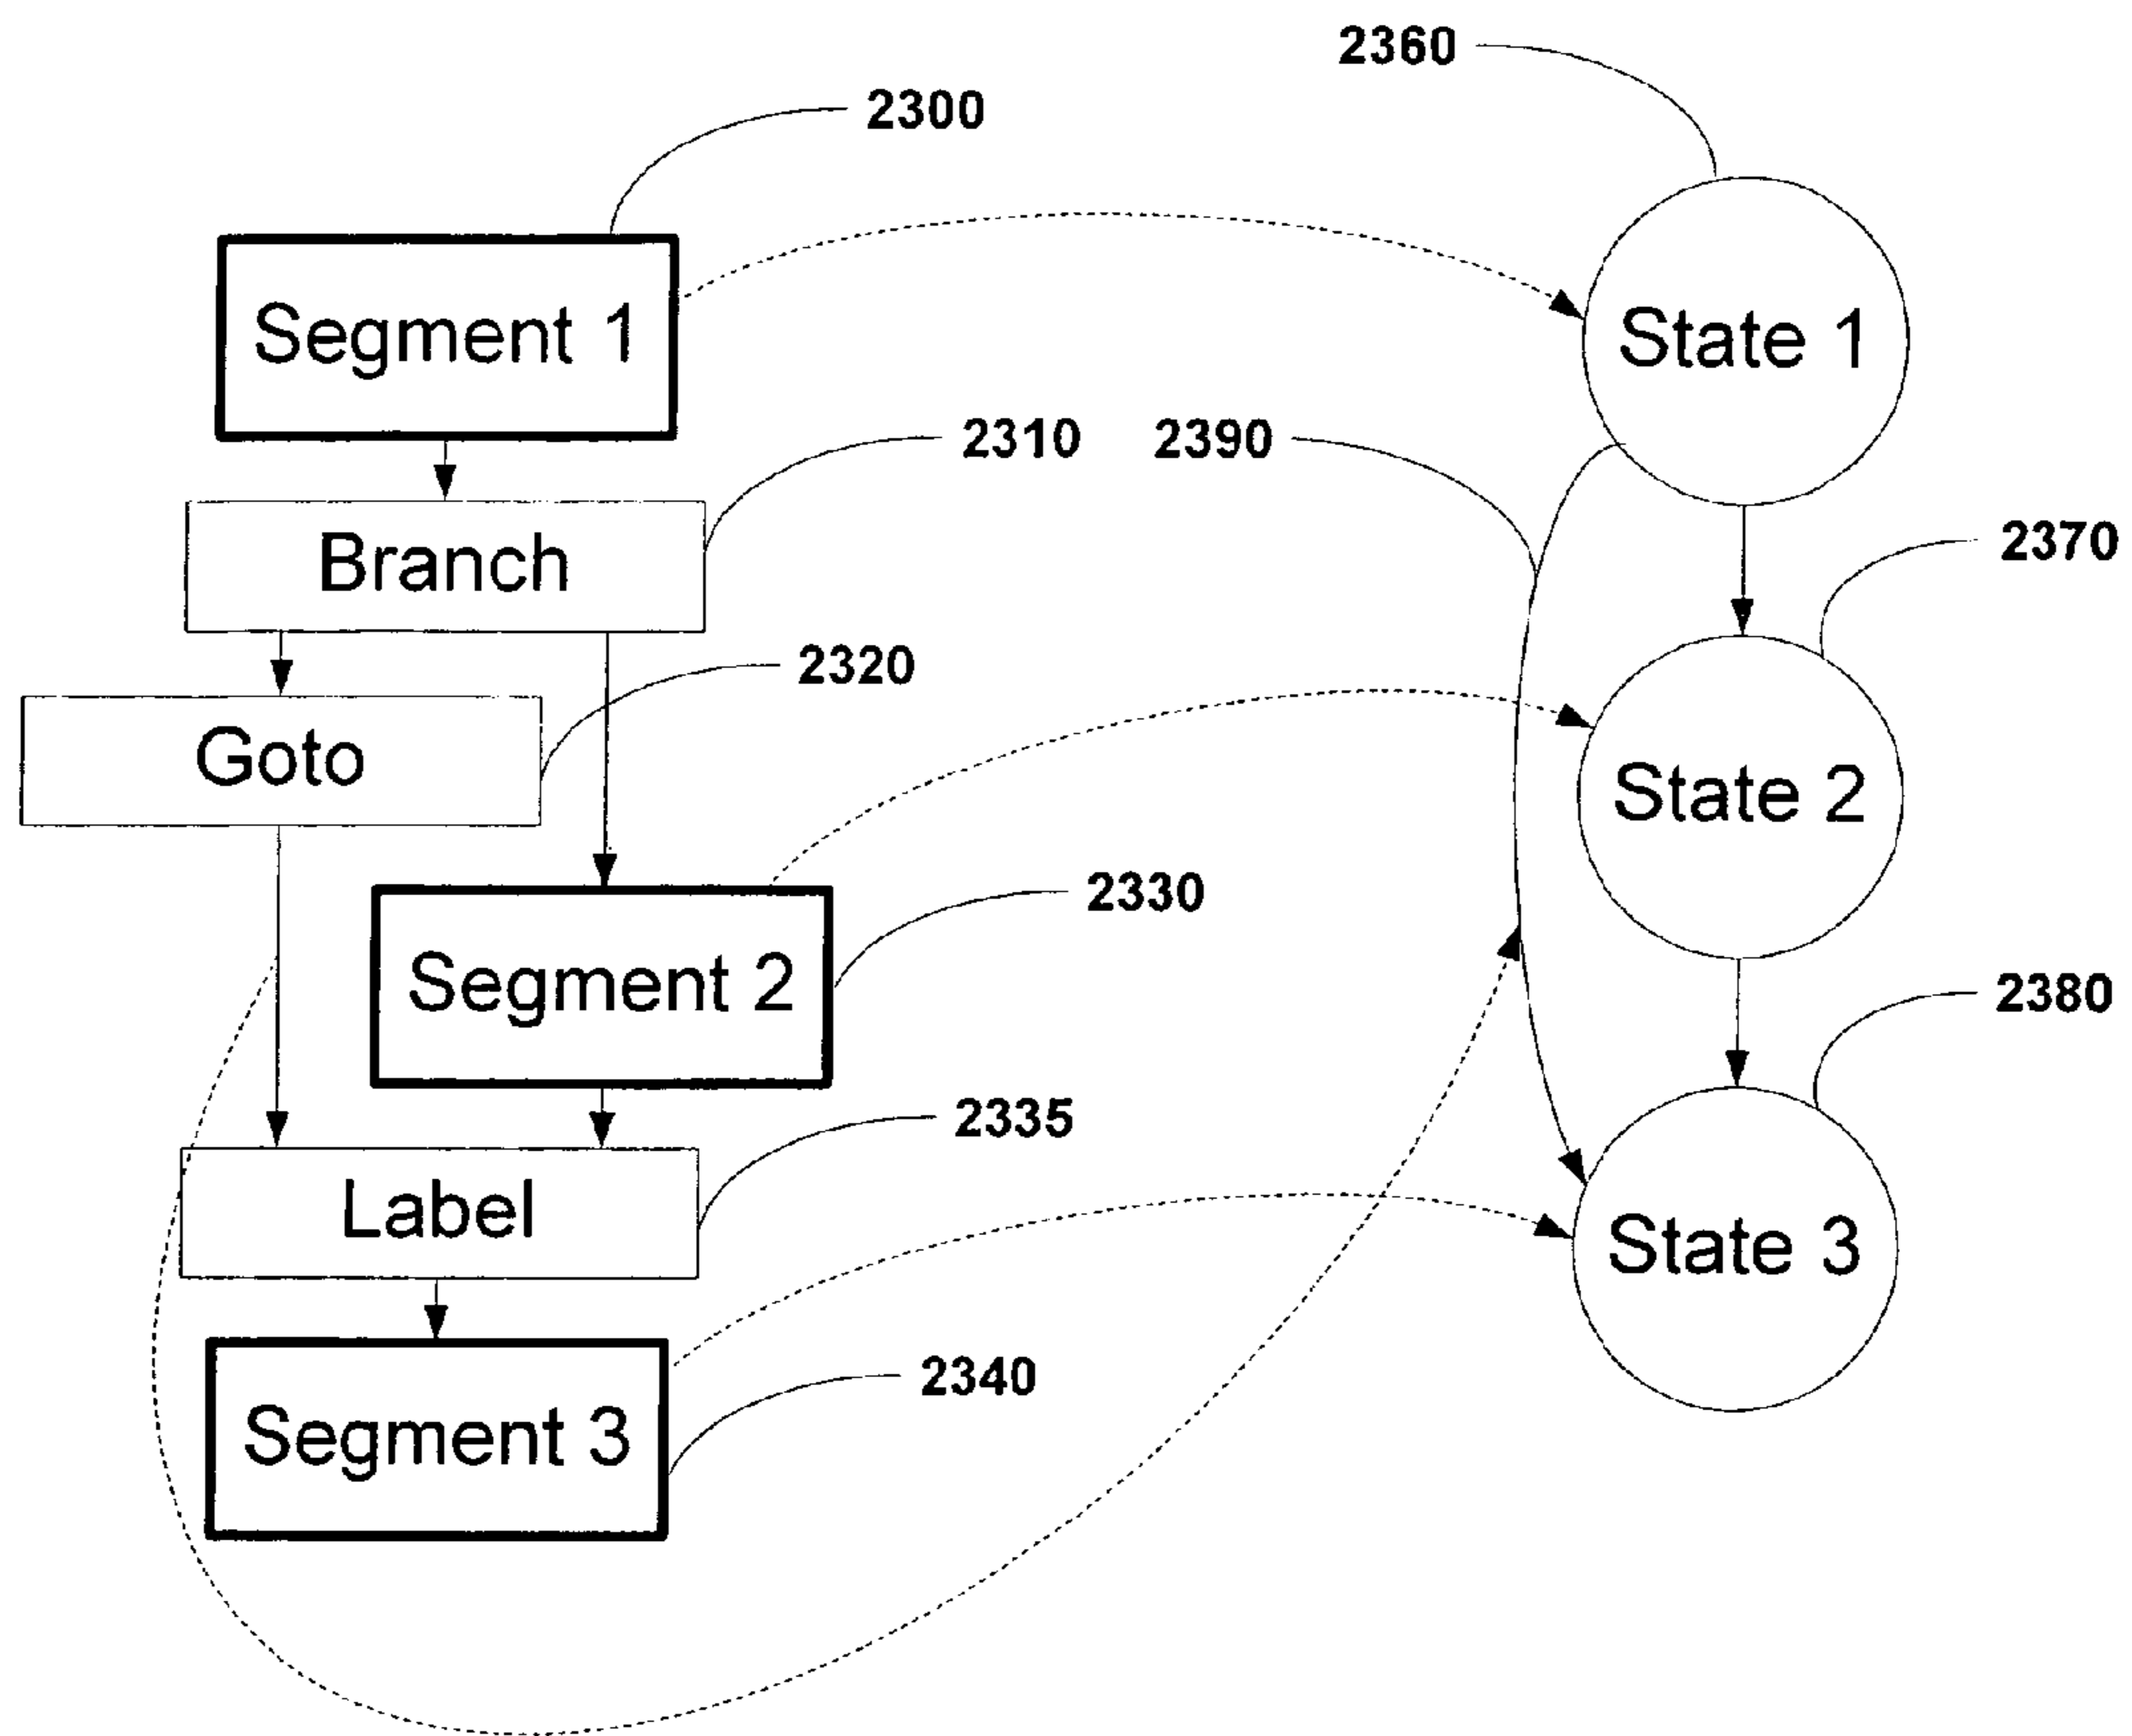 2360
2300
Segment 1
State 1
2310
2390
Branch
2370
2320
Goto
State 2
2330
Segment 2
2380
2335
Label
State 3
2340
Segment 3